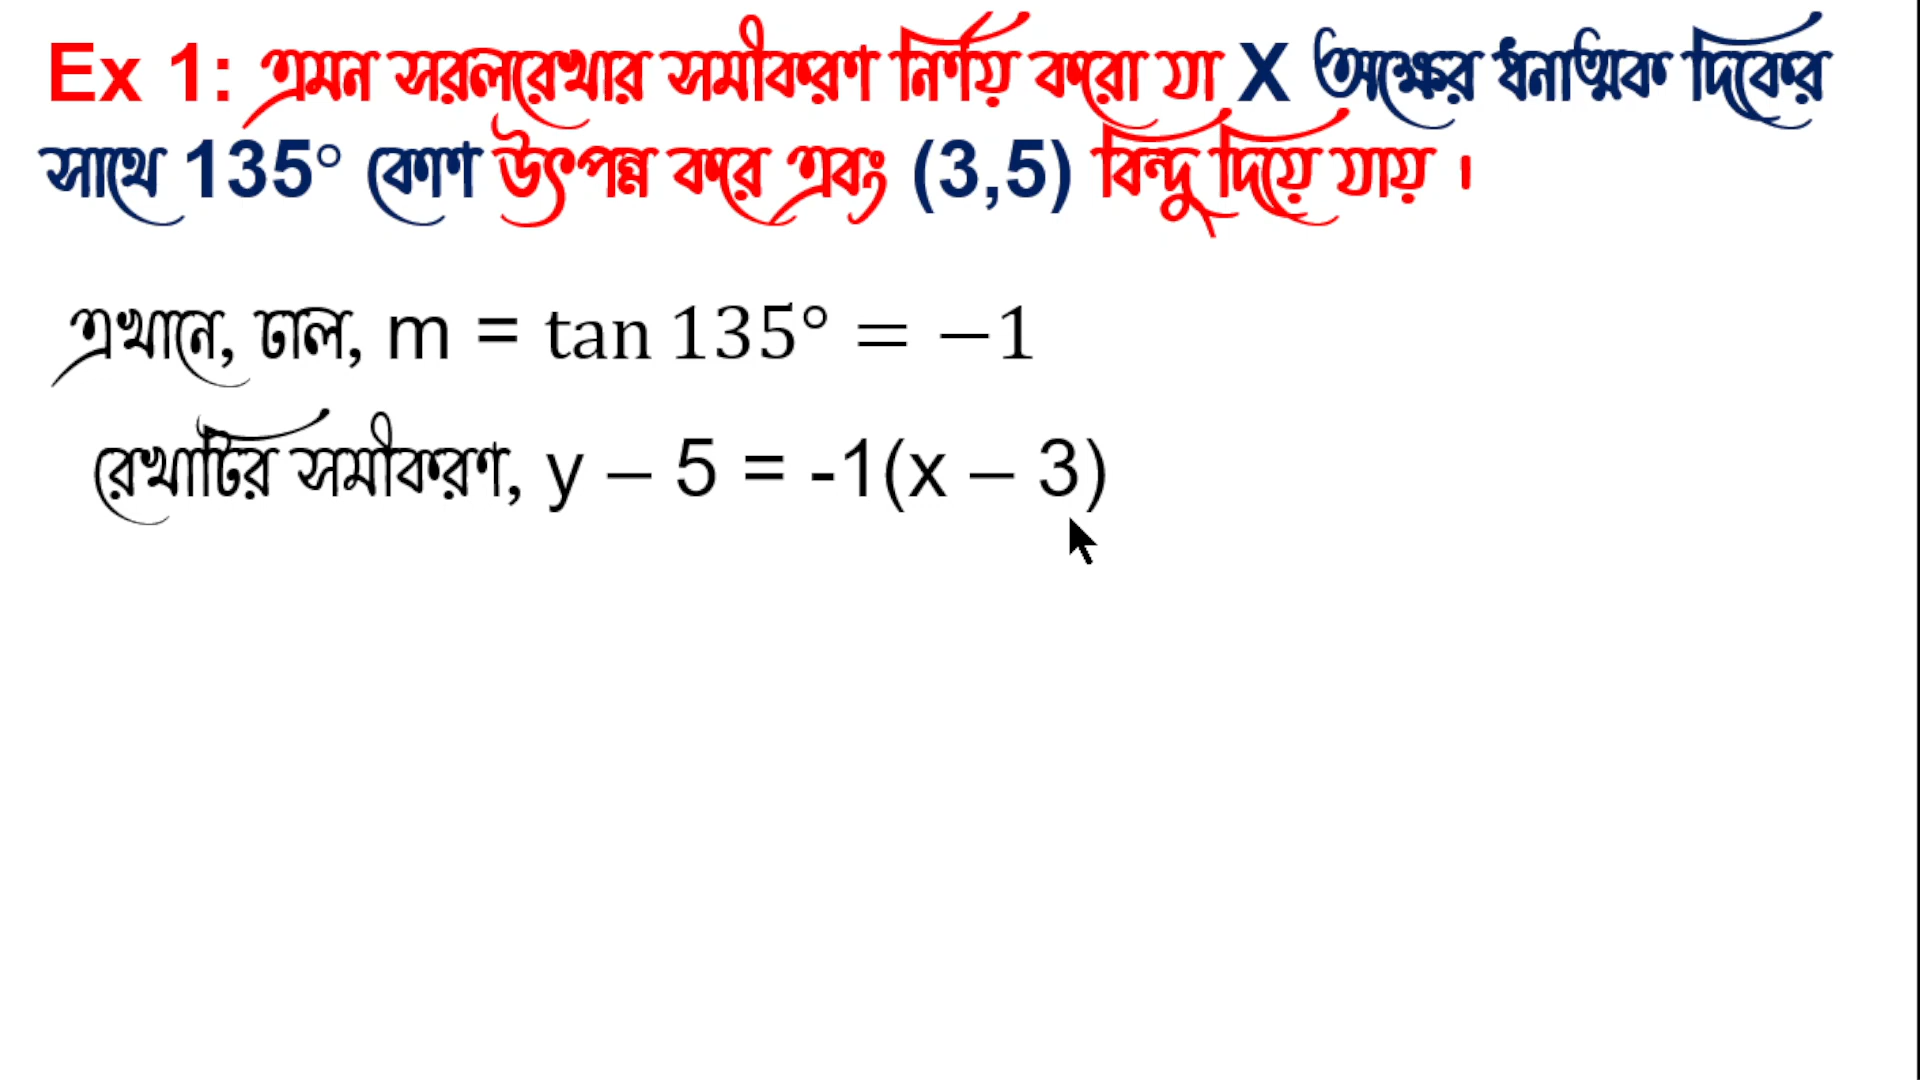 Ex 1: এমন সরলরেখার সমীকরণ নির্ণয় করো যা X অক্ষের ধনাত্মক দিকের
সাথে 135° কোণ উৎপন্ন করে এবং (3,5) বিন্দু দিয়ে যায় ।
এখানে, ঢাল, m = tan 135° = −1
রেখাটির সমীকরণ, y – 5 = -1(x – 3)